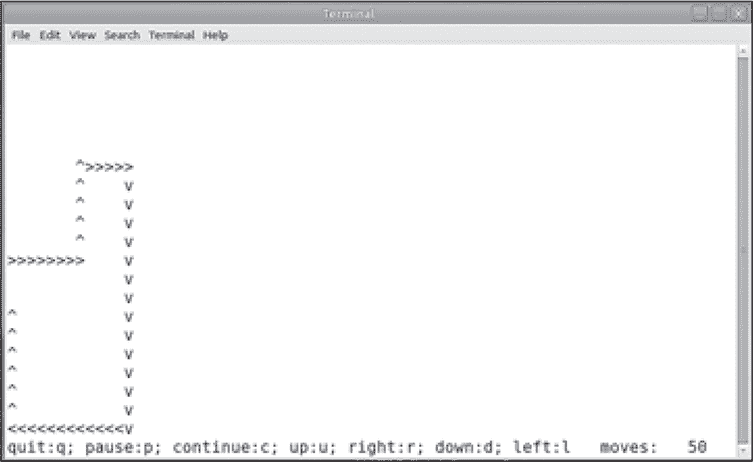 Terminal
File Edit View Search Terminal Help
^>>>>>
^    v
^    v
^    v
^    v
>>>>>>>>    v
v
v
^           v
^           v
^           v
^           v
^           v
^           v
<<<<<<<<<<<<v
quit:q; pause:p; continue:c; up:u; right:r; down:d; left:l   moves:   50